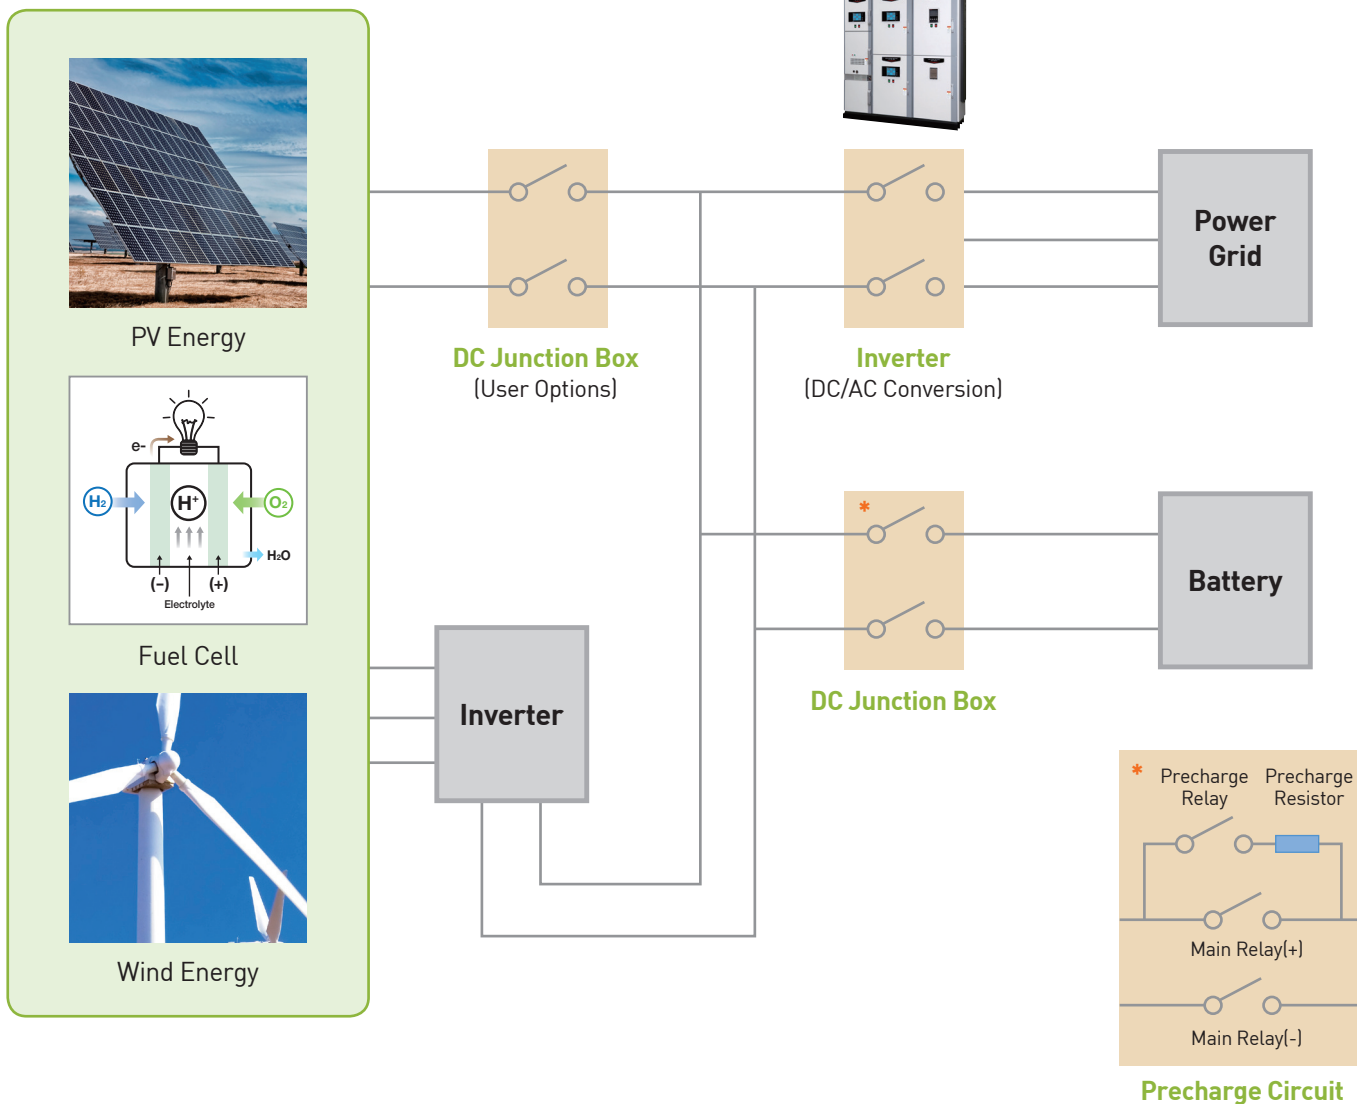 PV Energy
e-
H₂
H⁺
O₂
H₂O
(−)
(+)
Electrolyte
Fuel Cell
Wind Energy
DC Junction Box
(User Options)
Inverter
(DC/AC Conversion)
Power
Grid
*
Battery
DC Junction Box
Inverter
*
Precharge
Relay
Precharge
Resistor
Main Relay(+)
Main Relay(-)
Precharge Circuit